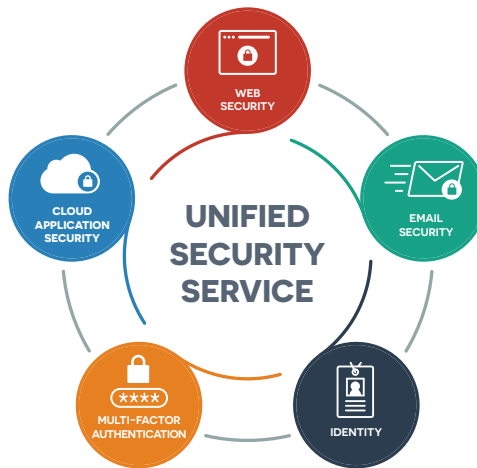 WEB
SECURITY
EMAIL
SECURITY
CLOUD
APPLICATION
SECURITY
UNIFIED
SECURITY
SERVICE
****
MULTI-FACTOR
AUTHENTICATION
IDENTITY